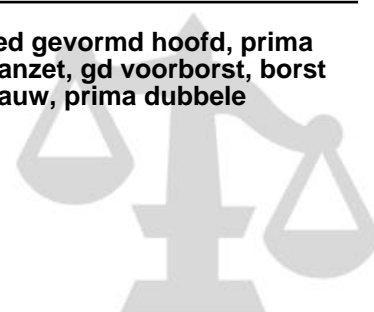 ed gevormd hoofd, prima
anzet, gd voorborst, borst
auw, prima dubbele